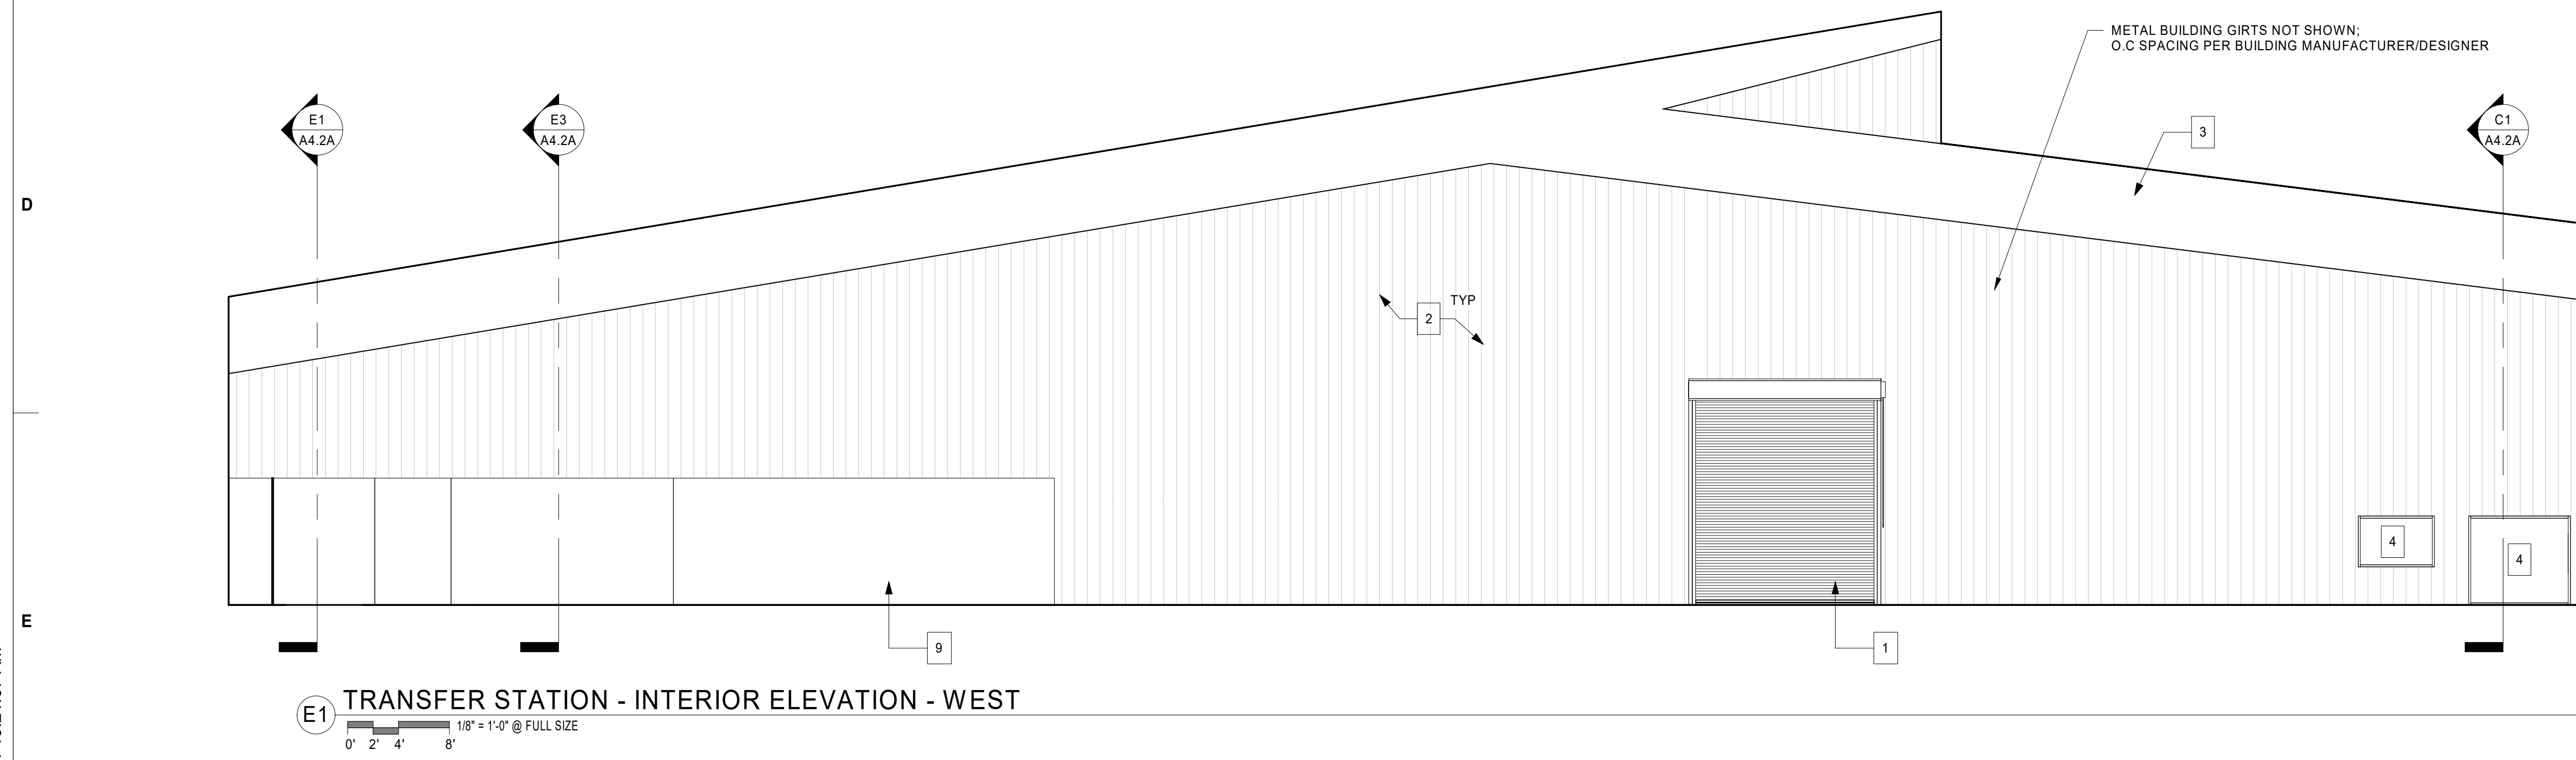 METAL BUILDING GIRTS NOT SHOWN;
O.C SPACING PER BUILDING MANUFACTURER/DESIGNER
E1
A4.2A
E3
A4.2A
3
C1
A4.2A
D
TYP
2
4
4
E
9
1
E1
TRANSFER STATION - INTERIOR ELEVATION - WEST
1/8" = 1'-0" @ FULL SIZE
0' 2' 4' 8'